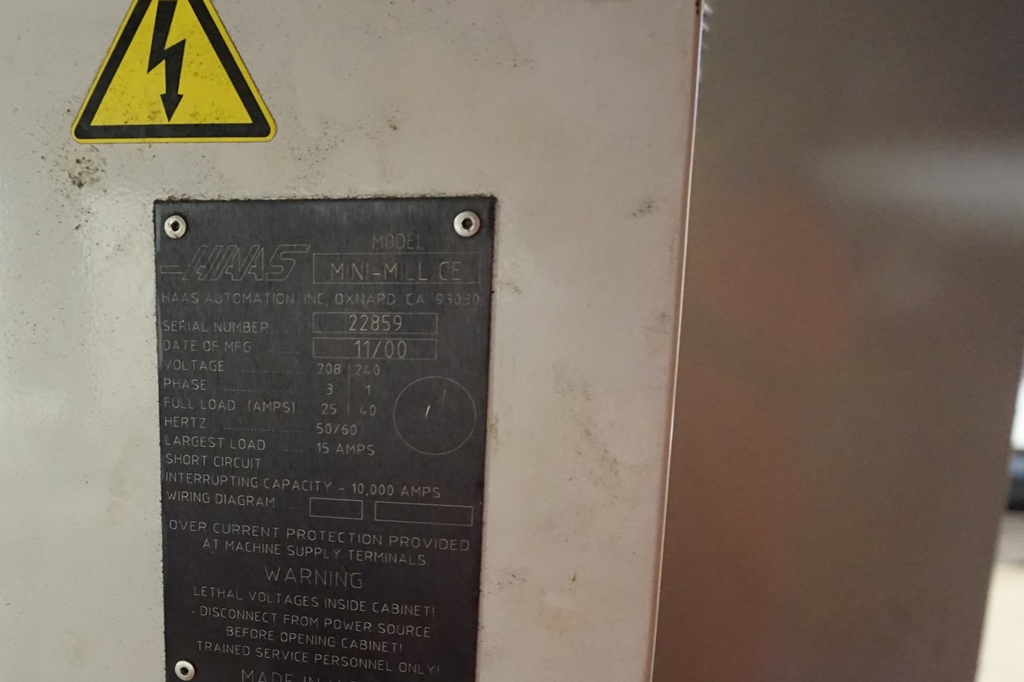 MODEL
HAAS MINI-MILL CE
HAAS AUTOMATION, INC, OXNARD, CA. 93030
SERIAL NUMBER 22859
DATE OF MFG ........ 11/00
VOLTAGE ............... 208 | 240
PHASE .................... 3 | 1
FULL LOAD (AMPS) 25 | 40
HERTZ ...................... 50/60
LARGEST LOAD ...... 15 AMPS
SHORT CIRCUIT
INTERRUPTING CAPACITY - 10,000 AMPS
WIRING DIAGRAM ....
OVER CURRENT PROTECTION PROVIDED
AT MACHINE SUPPLY TERMINALS
WARNING
LETHAL VOLTAGES INSIDE CABINET!
DISCONNECT FROM POWER SOURCE
BEFORE OPENING CABINET!
TRAINED SERVICE PERSONNEL ONLY!
MADE IN